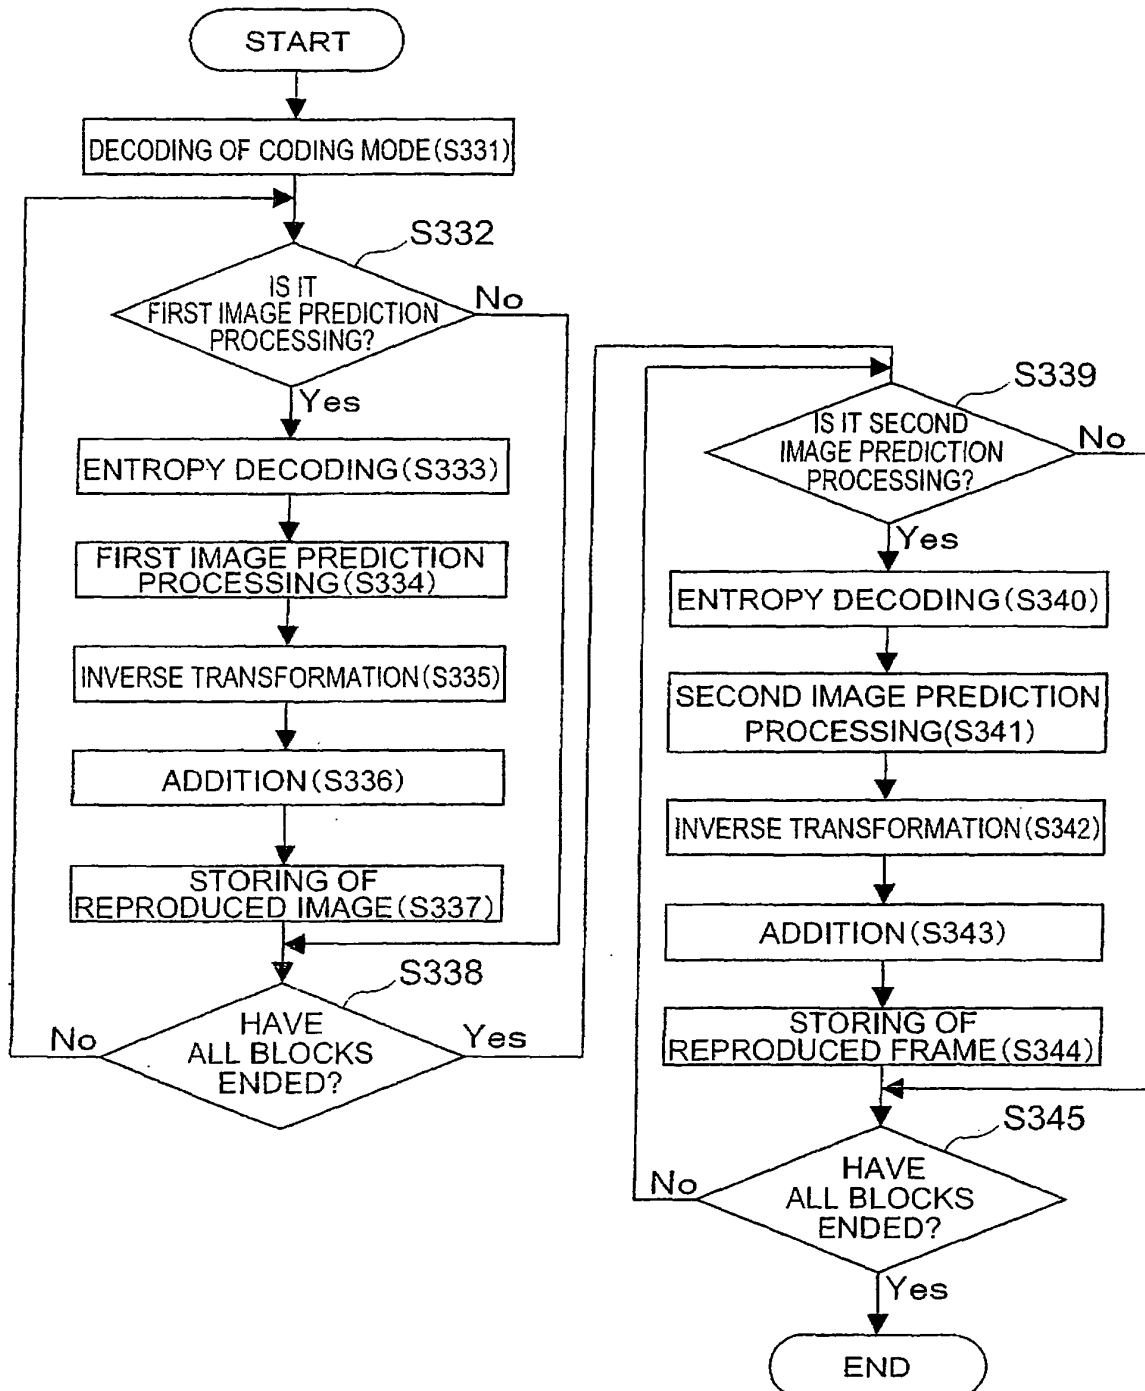 START
DECODING OF CODING MODE(S331)
S332
IS IT
FIRST IMAGE PREDICTION
PROCESSING?
No
Yes
ENTROPY DECODING(S333)
FIRST IMAGE PREDICTION
PROCESSING(S334)
INVERSE TRANSFORMATION(S335)
ADDITION(S336)
STORING OF
REPRODUCED IMAGE(S337)
S338
HAVE
ALL BLOCKS
ENDED?
No
Yes
S339
IS IT SECOND
IMAGE PREDICTION
PROCESSING?
No
Yes
ENTROPY DECODING(S340)
SECOND IMAGE PREDICTION
PROCESSING(S341)
INVERSE TRANSFORMATION(S342)
ADDITION(S343)
STORING OF
REPRODUCED FRAME(S344)
S345
HAVE
ALL BLOCKS
ENDED?
No
Yes
END